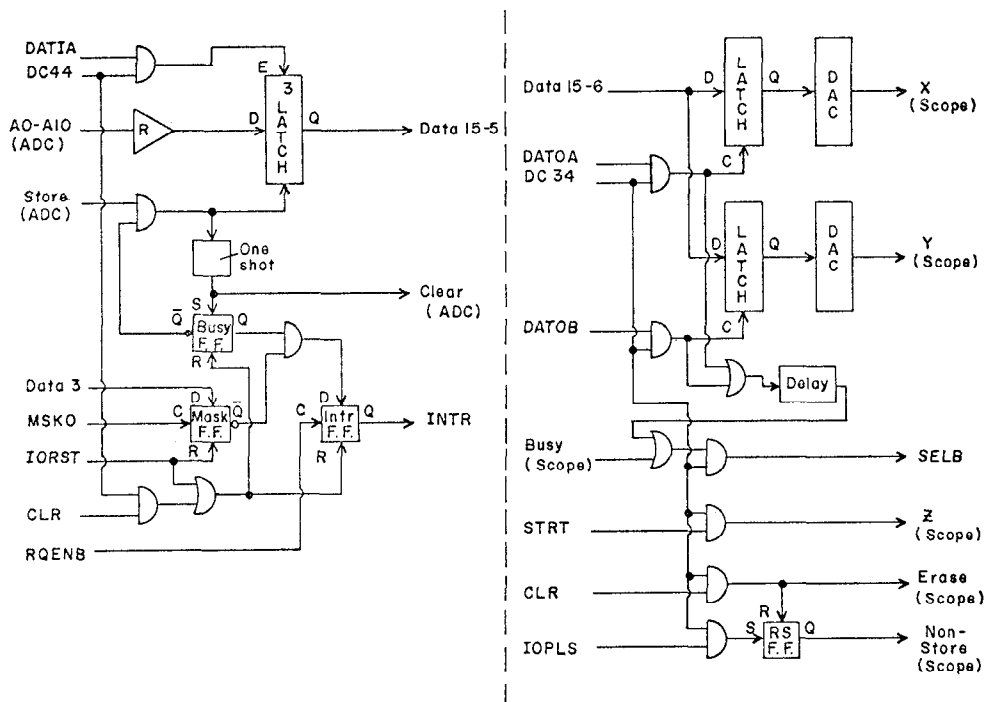 DATIA
DC44
E
3
LATCH
AO-A10
(ADC)
R
D
Q
Data 15-5
Store
(ADC)
One
shot
Clear
(ADC)
S
Q̅
Busy
F. F.
Q
R
Data 3
D
MSKO
C
Mask
F. F.
Q̅
R
D
C
Intr
F. F.
Q
INTR
R
IORST
CLR
RQENB
Data 15-6
D
LATCH
Q
DAC
X
(Scope)
DATOA
DC 34
C
D
LATCH
Q
DAC
Y
(Scope)
DATOB
C
Delay
Busy
(Scope)
SELB
STRT
Z
(Scope)
CLR
Erase
(Scope)
R
IOPLS
S
RS
F. F.
Q
Non-
Store
(Scope)